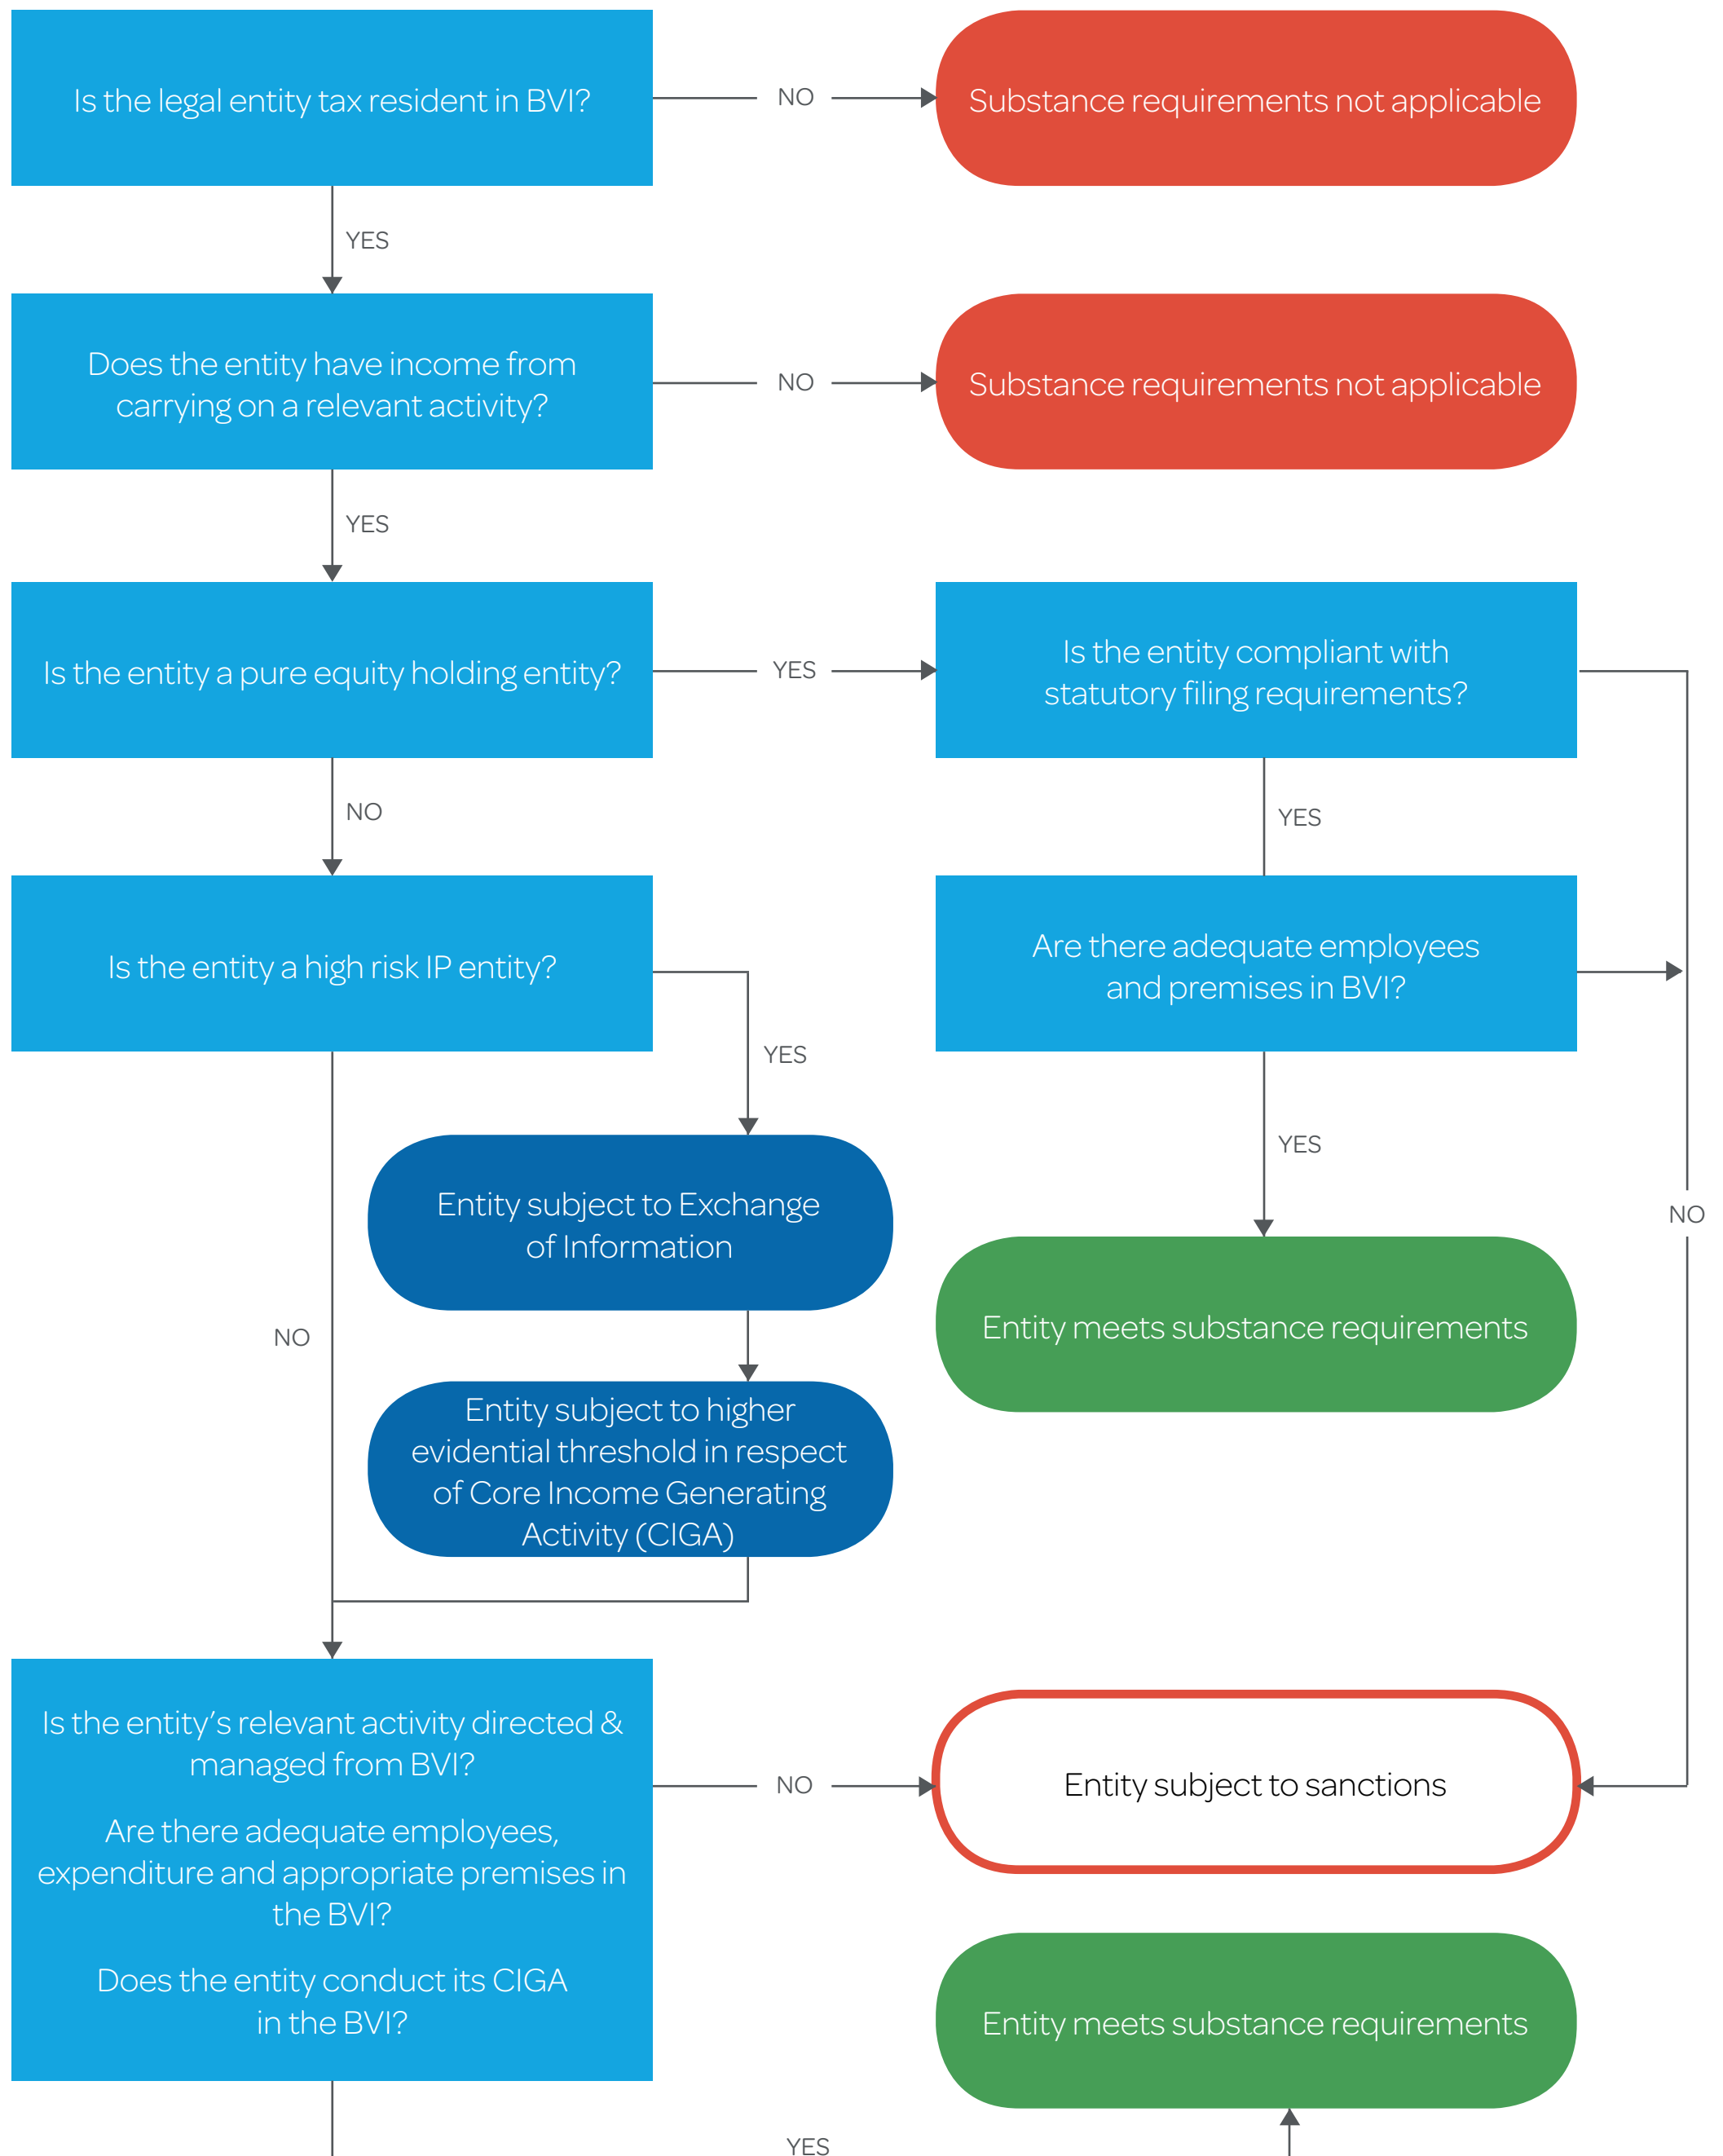 Is the legal entity tax resident in BVI?
NO
Substance requirements not applicable
YES
Does the entity have income from
carrying on a relevant activity?
NO
Substance requirements not applicable
YES
Is the entity a pure equity holding entity?
YES
Is the entity compliant with
statutory filing requirements?
NO
YES
Is the entity a high risk IP entity?
Are there adequate employees
and premises in BVI?
YES
YES
Entity subject to Exchange
of Information
NO
NO
Entity meets substance requirements
Entity subject to higher
evidential threshold in respect
of Core Income Generating
Activity (CIGA)
Is the entity's relevant activity directed &
managed from BVI?
Are there adequate employees,
expenditure and appropriate premises in
the BVI?
Does the entity conduct its CIGA
in the BVI?
NO
Entity subject to sanctions
Entity meets substance requirements
YES